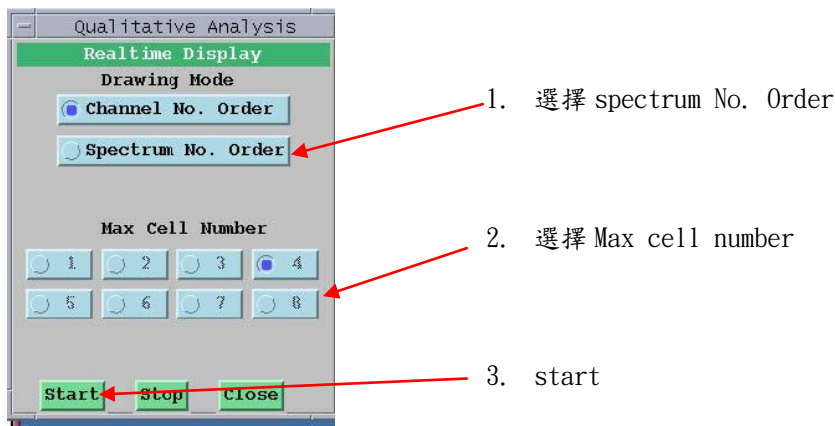 Qualitative Analysis
Realtime Display
Drawing Mode
Channel No. Order
Spectrum No. Order
Max Cell Number
1 2 3 4
5 6 7 8
Start Stop Close
1. 選擇 spectrum No. Order
2. 選擇 Max cell number
3. start